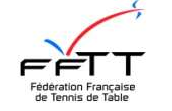 FFTT
Fédération Française
de Tennis de Table